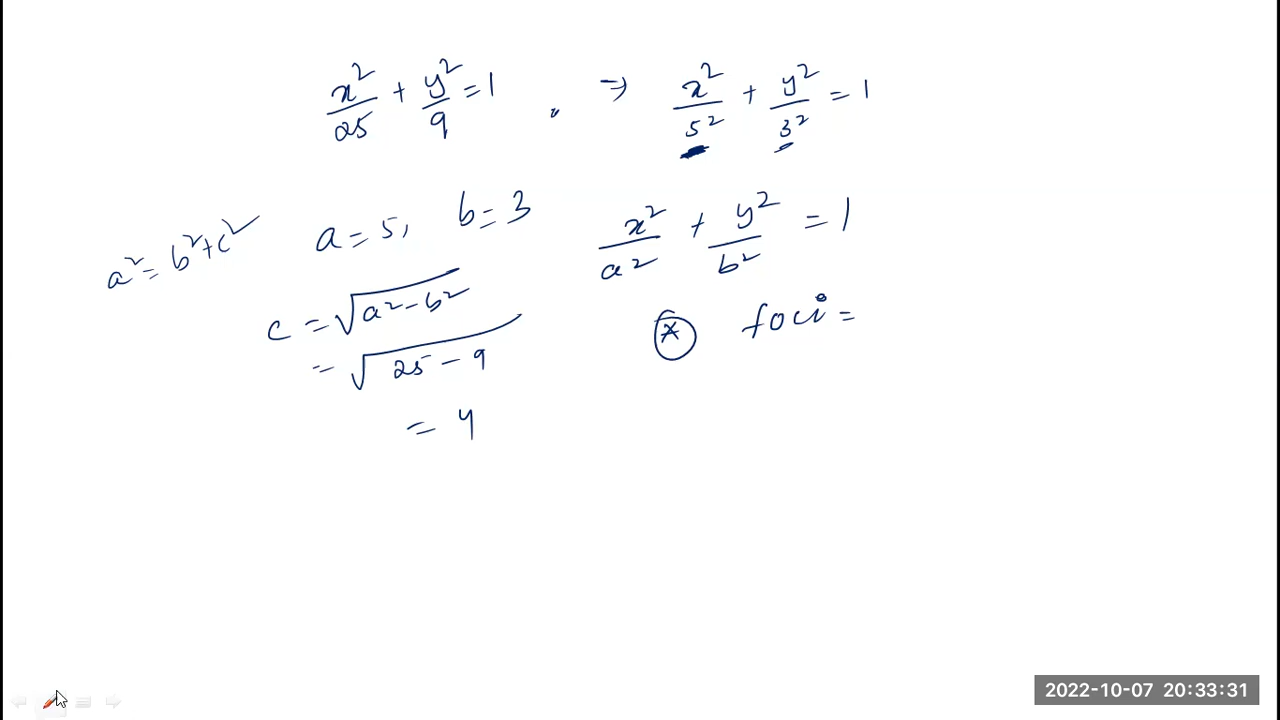 x²/25 + y²/9 = 1 . ⇒ x²/5² + y²/3² = 1
a² = b² + c² a = 5, b = 3 x²/a² + y²/b² = 1
c = √(a² - b²) ⊛ foci =
= √(25 - 9)
= 4
2022-10-07 20:33:31